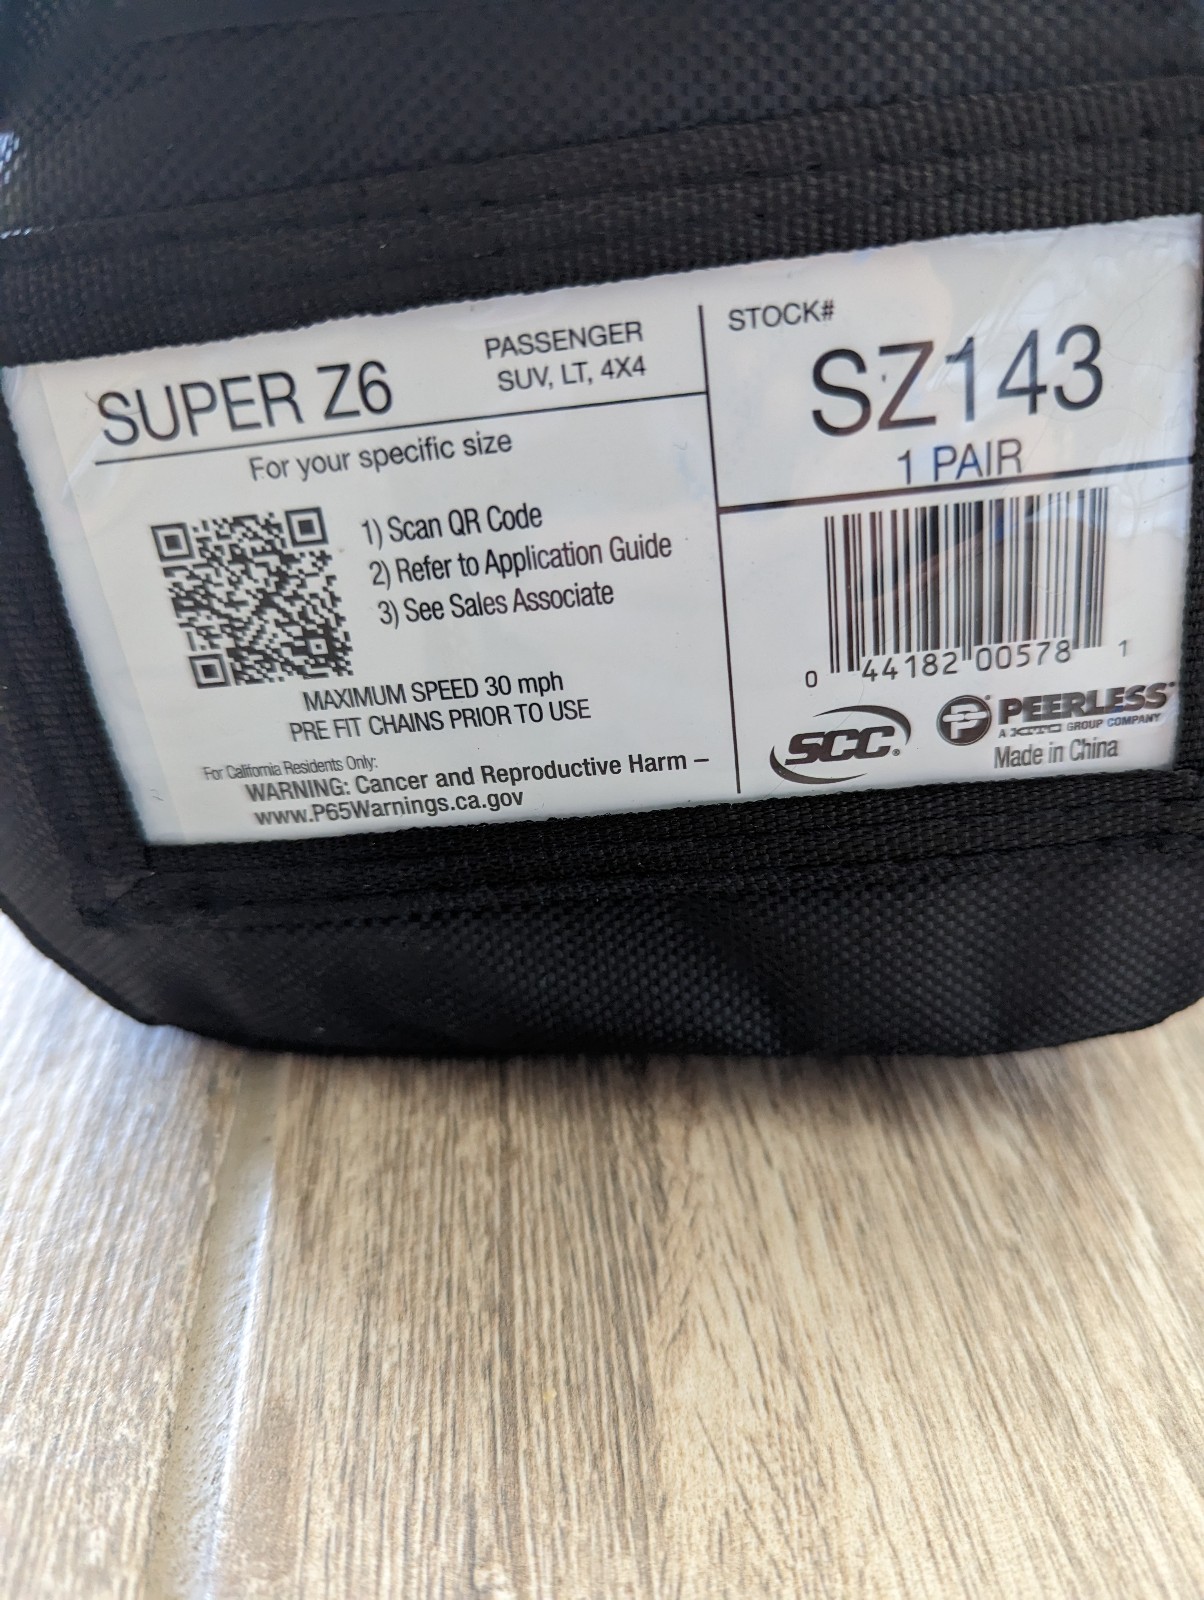 SUPER Z6
PASSENGER
SUV, LT, 4X4
For your specific size
1) Scan QR Code
2) Refer to Application Guide
3) See Sales Associate
MAXIMUM SPEED 30 mph
PRE FIT CHAINS PRIOR TO USE
For California Residents Only:
WARNING: Cancer and Reproductive Harm –
www.P65Warnings.ca.gov
STOCK#
SZ143
1 PAIR
0 44182 00578 1
SCC®
PEERLESS®
A KITO GROUP COMPANY
Made in China